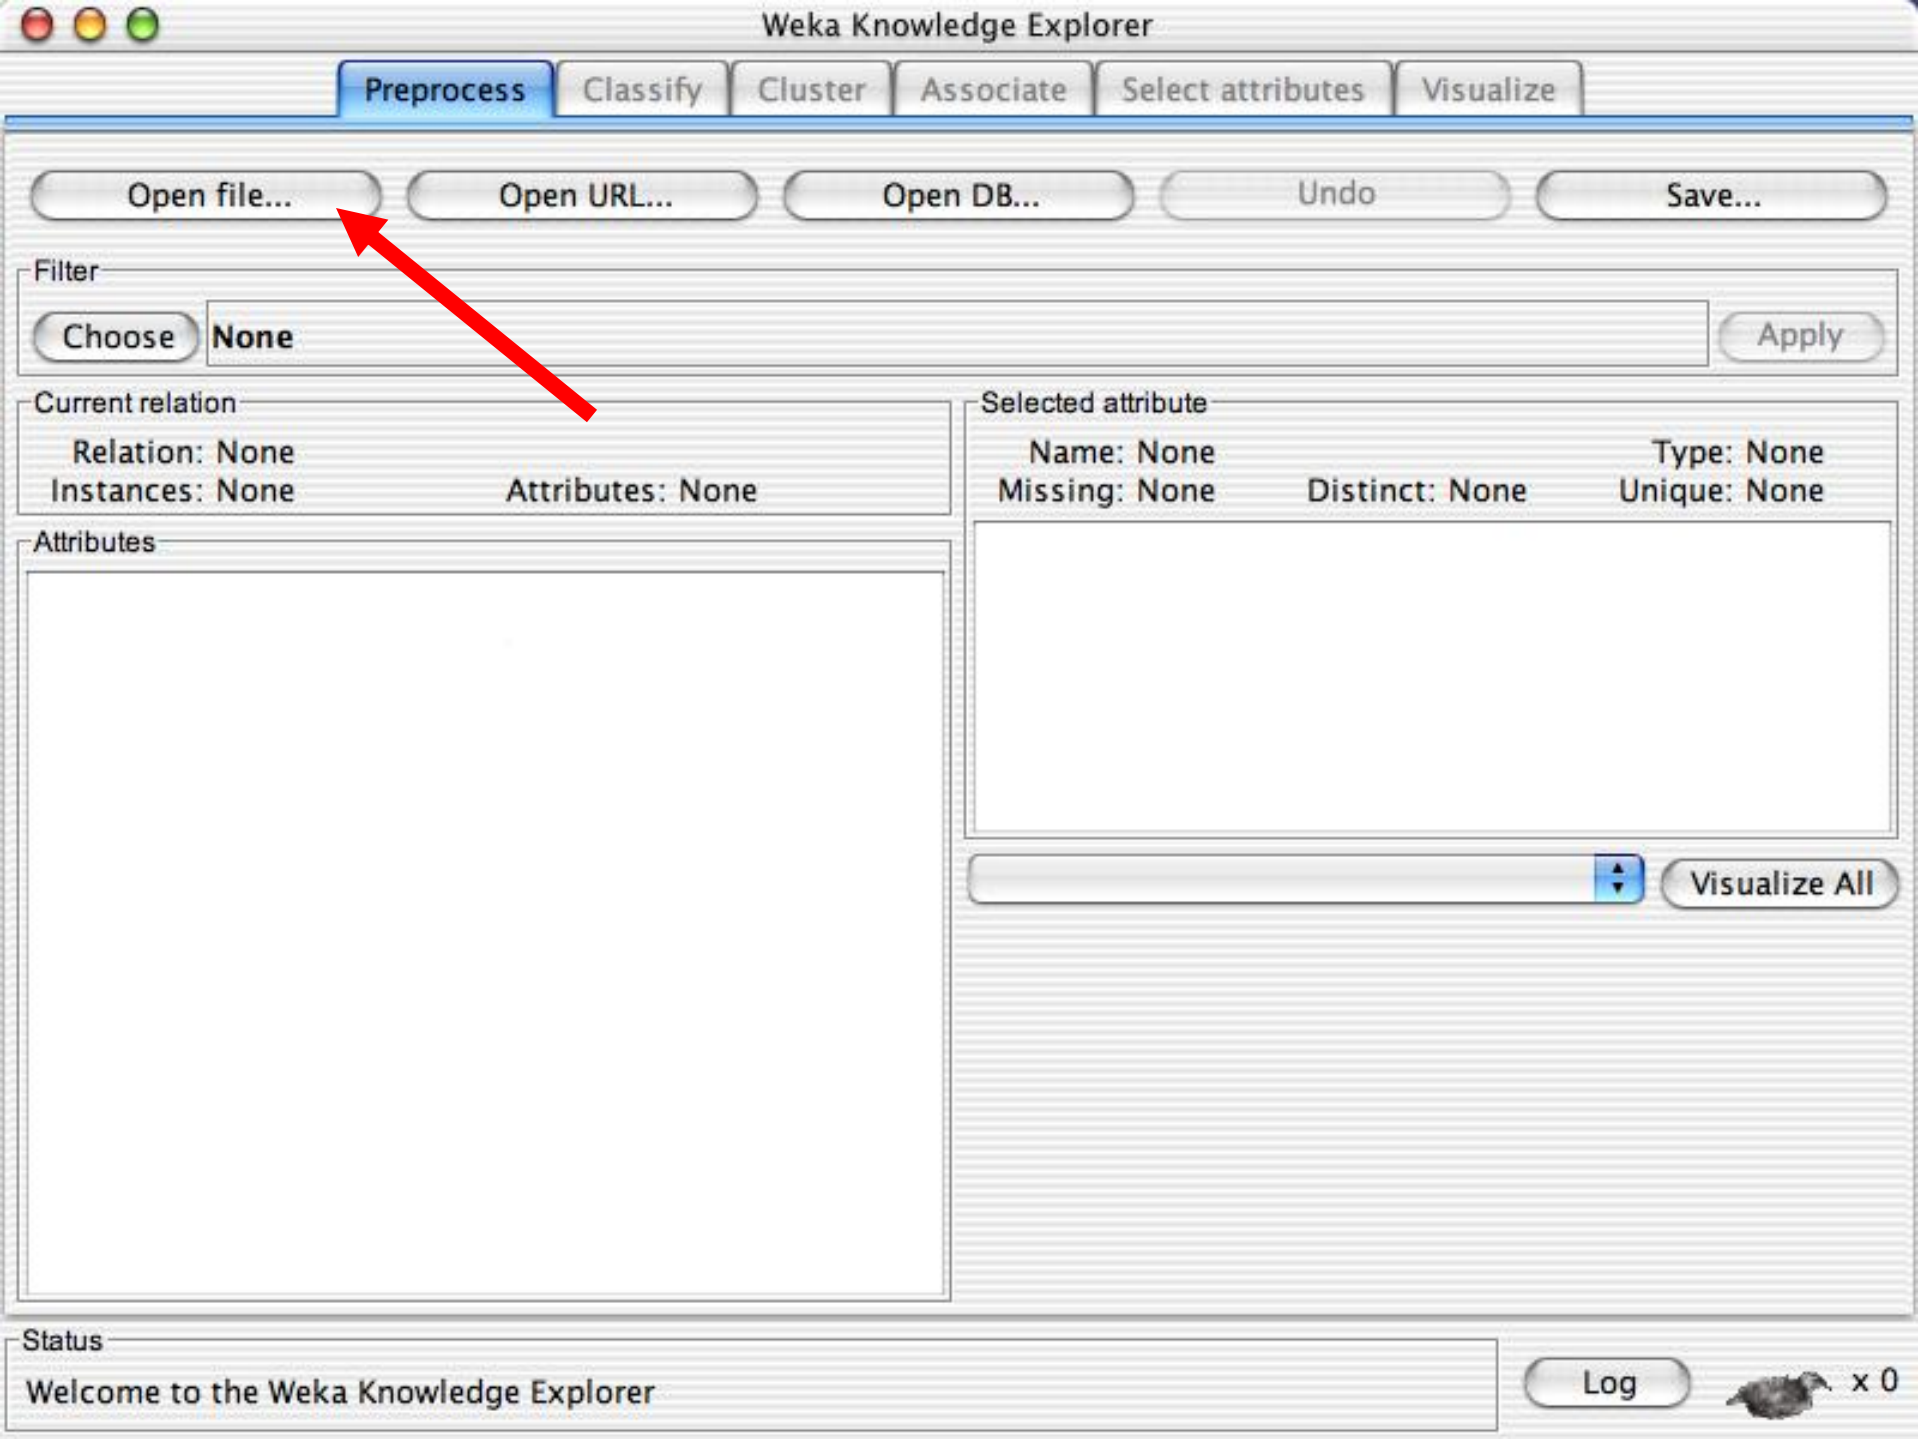 Weka Knowledge Explorer
Preprocess Classify Cluster Associate Select attributes Visualize
Open file... Open URL... Open DB... Undo Save...
Filter
Choose None Apply
Current relation
Relation: None
Instances: None Attributes: None
Selected attribute
Name: None Type: None
Missing: None Distinct: None Unique: None
Attributes
Visualize All
Status
Welcome to the Weka Knowledge Explorer
Log x 0